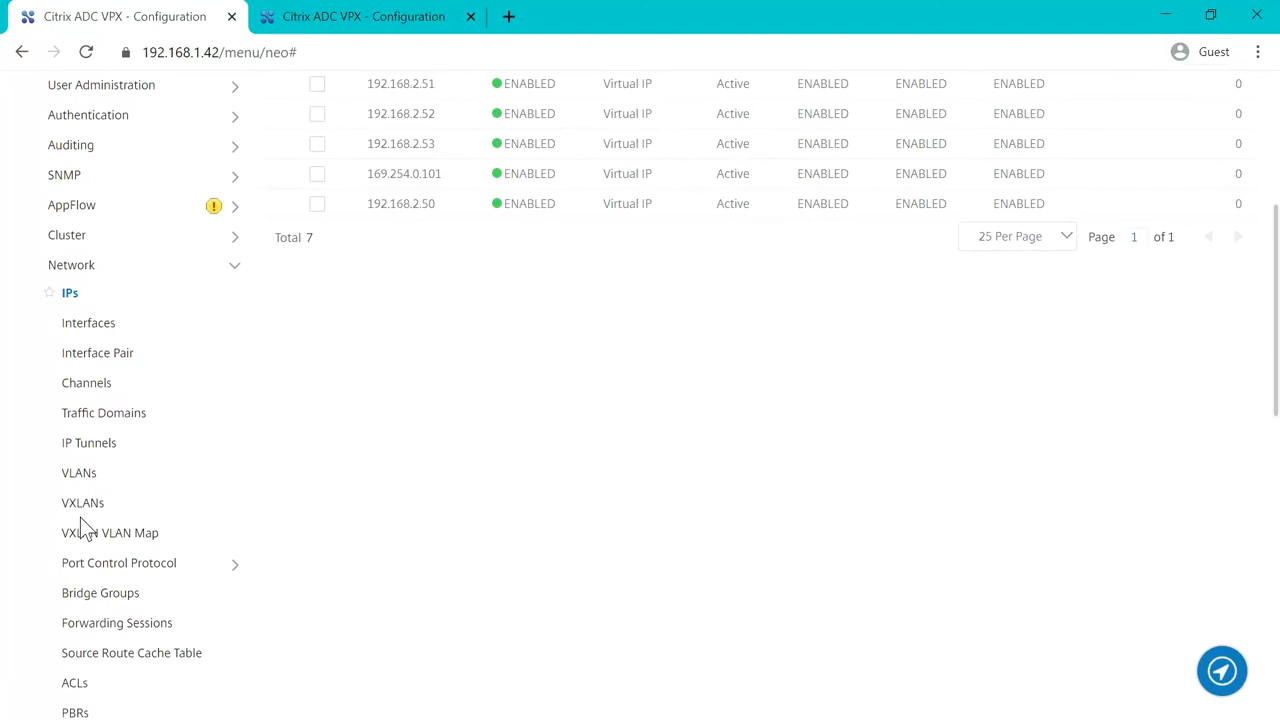 Citrix ADC VPX - Configuration
Citrix ADC VPX - Configuration
192.168.1.42/menu/neo#
Guest
User Administration
Authentication
Auditing
SNMP
AppFlow
Cluster
Network
IPs
Interfaces
Interface Pair
Channels
Traffic Domains
IP Tunnels
VLANs
VXLANs
VLAN Map
Port Control Protocol
Bridge Groups
Forwarding Sessions
Source Route Cache Table
ACLs
PBRs
192.168.2.51 ENABLED Virtual IP Active ENABLED ENABLED ENABLED 0
192.168.2.52 ENABLED Virtual IP Active ENABLED ENABLED ENABLED 0
192.168.2.53 ENABLED Virtual IP Active ENABLED ENABLED ENABLED 0
169.254.0.101 ENABLED Virtual IP Active ENABLED ENABLED ENABLED 0
192.168.2.50 ENABLED Virtual IP Active ENABLED ENABLED ENABLED 0
Total 7
25 Per Page Page 1 of 1